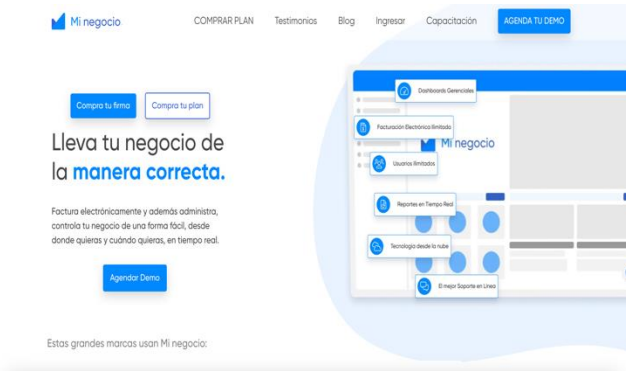 Mi negocio
COMPRAR PLAN
Testimonios
Blog
Ingresar
Capacitación
AGENDA TU DEMO
Compra tu firma
Compra tu plan
Lleva tu negocio de
la manera correcta.
Factura electrónicamente y además administra,
controla tu negocio de una forma fácil, desde
donde quieras y cuándo quieras, en tiempo real.
Agendar Demo
Dashboards Gerenciales
Facturación Electrónica Ilimitada
Mi negocio
Usuarios Ilimitados
Reportes en Tiempo Real
Tecnología desde la nube
El mejor Soporte en Línea
Estas grandes marcas usan Mi negocio: